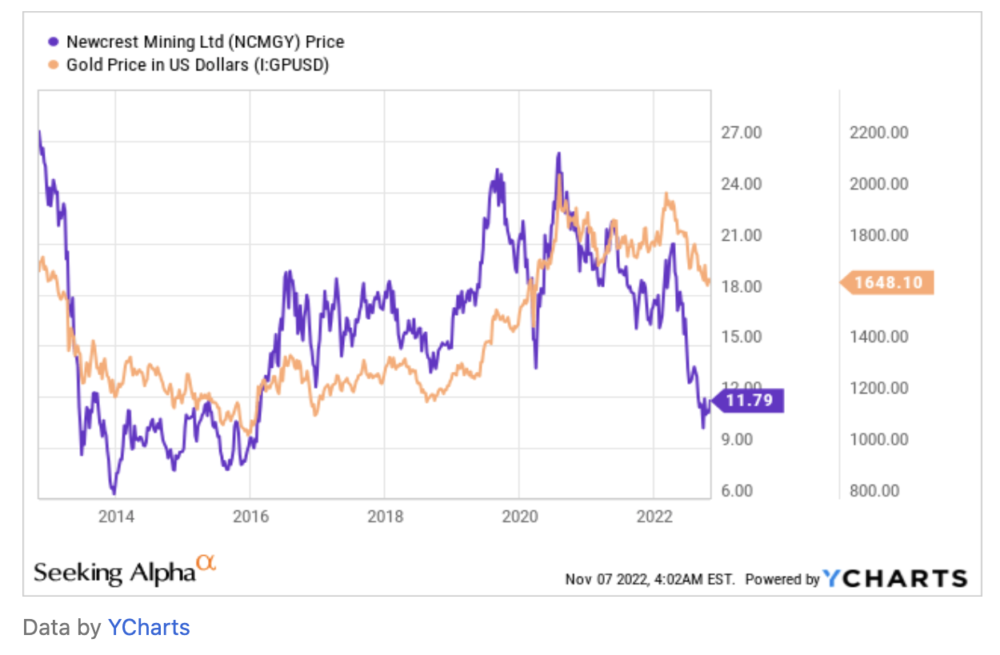 Newcrest Mining Ltd (NCMGY) Price
Gold Price in US Dollars (I:GPUSD)
27.00 2200.00
24.00 2000.00
21.00 1800.00
18.00 1648.10
15.00 1400.00
12.00 1200.00
11.79
9.00 1000.00
6.00 800.00
2014 2016 2018 2020 2022
Seeking Alpha α
Nov 07 2022, 4:02AM EST. Powered by YCHARTS
Data by YCharts